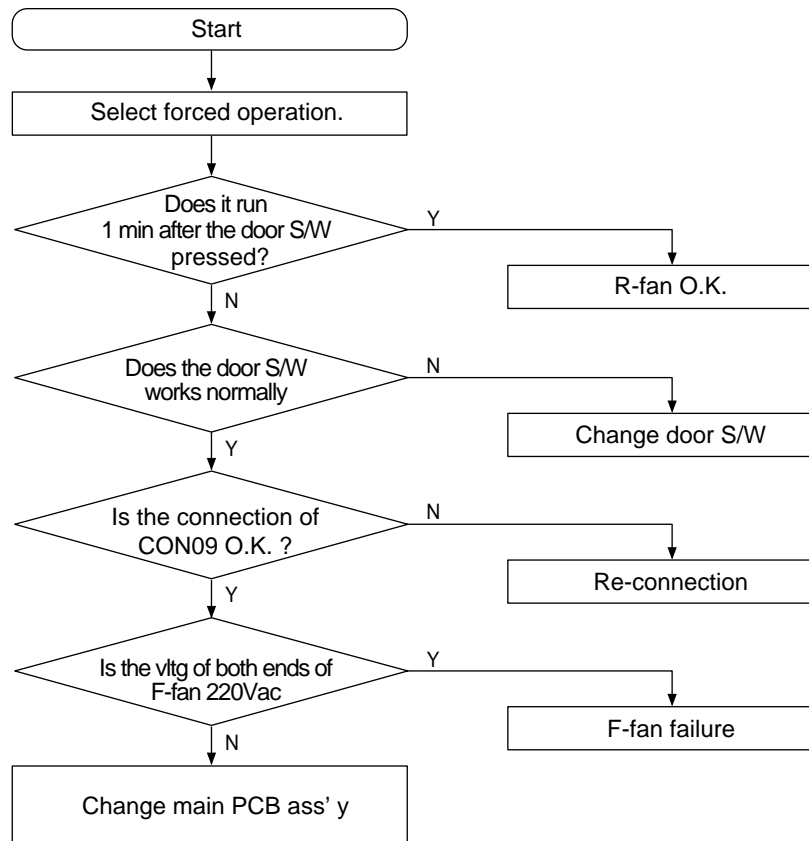 Start
Select forced operation.
Does it run
1 min after the door S/W
pressed?
Y
R-fan O.K.
N
Does the door S/W
works normally
N
Change door S/W
Y
Is the connection of
CON09 O.K. ?
N
Re-connection
Y
Is the vltg of both ends of
F-fan 220Vac
Y
F-fan failure
N
Change main PCB ass' y